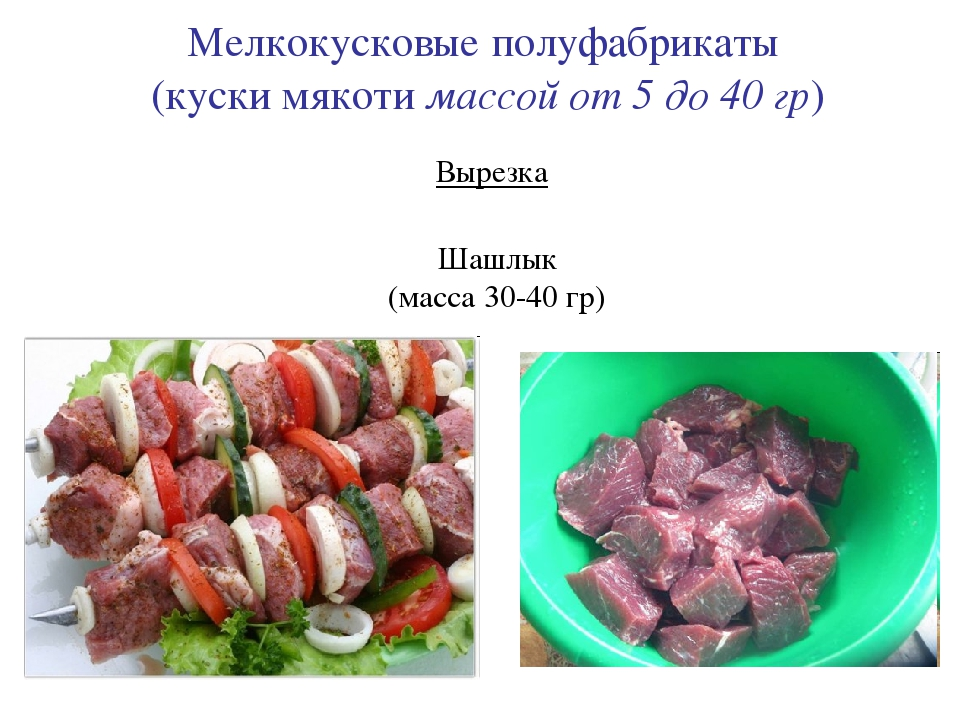 Мелкокусковые полуфабрикаты
(куски мякоти массой от 5 до 40 гр)
Вырезка
Шашлык
(масса 30-40 гр)